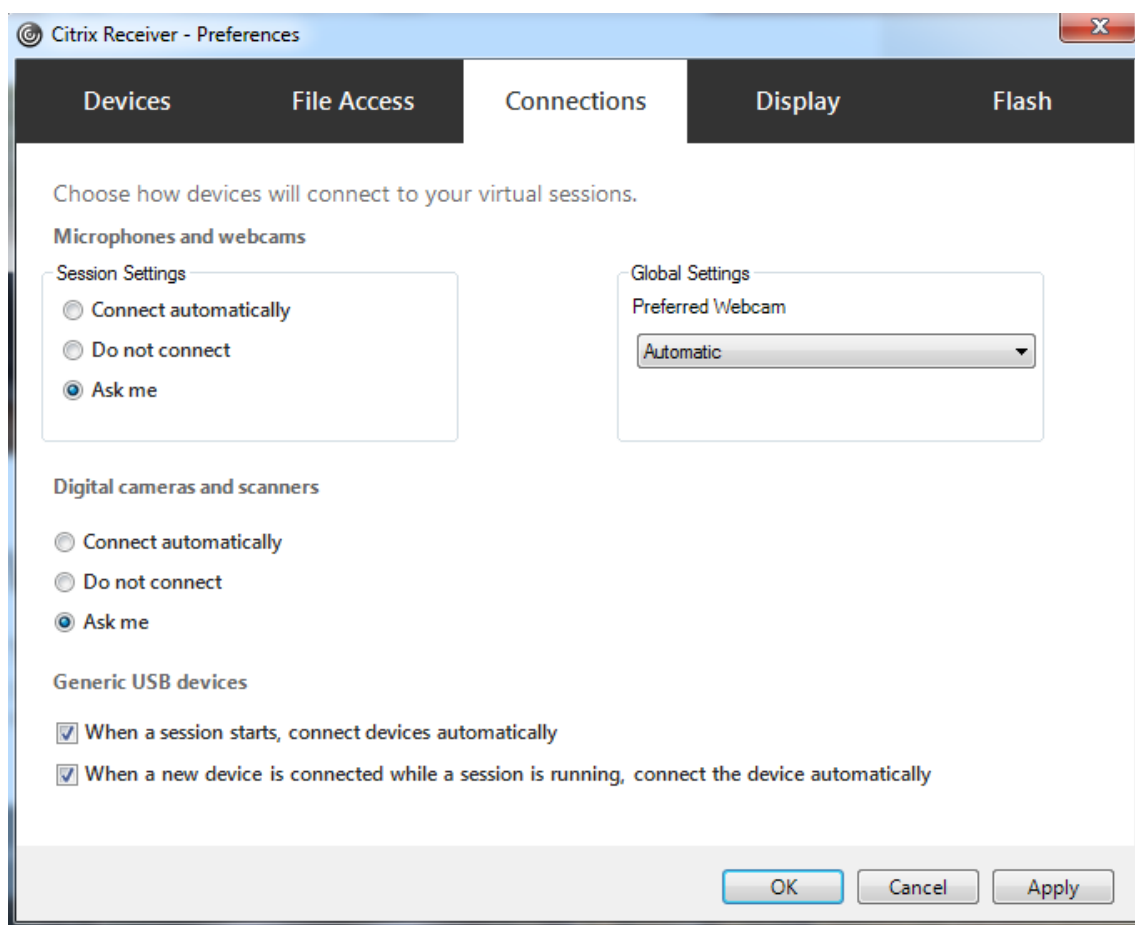 Citrix Receiver - Preferences
Devices File Access Connections Display Flash
Choose how devices will connect to your virtual sessions.
Microphones and webcams
Session Settings
Connect automatically
Do not connect
Ask me
Global Settings
Preferred Webcam
Automatic
Digital cameras and scanners
Connect automatically
Do not connect
Ask me
Generic USB devices
When a session starts, connect devices automatically
When a new device is connected while a session is running, connect the device automatically
OK Cancel Apply